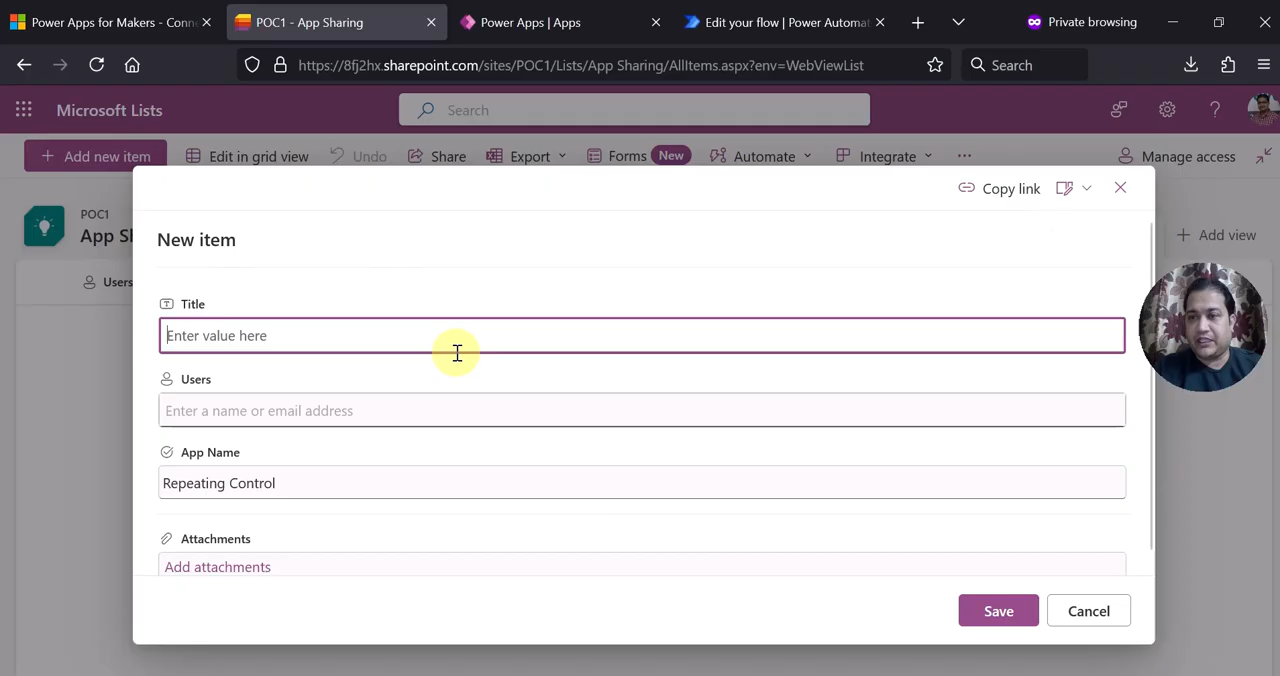 Power Apps for Makers - Conne
POC1 - App Sharing
Power Apps | Apps
Edit your flow | Power Automat
Private browsing
https://8fj2hx.sharepoint.com/sites/POC1/Lists/App Sharing/AllItems.aspx?env=WebViewList
Search
Microsoft Lists
Search
Add new item
Edit in grid view
Undo
Share
Export
Forms New
Automate
Integrate
Manage access
Copy link
POC1
App Sh
Add view
New item
Users
Title
Enter value here
Users
Enter a name or email address
App Name
Repeating Control
Attachments
Add attachments
Save
Cancel